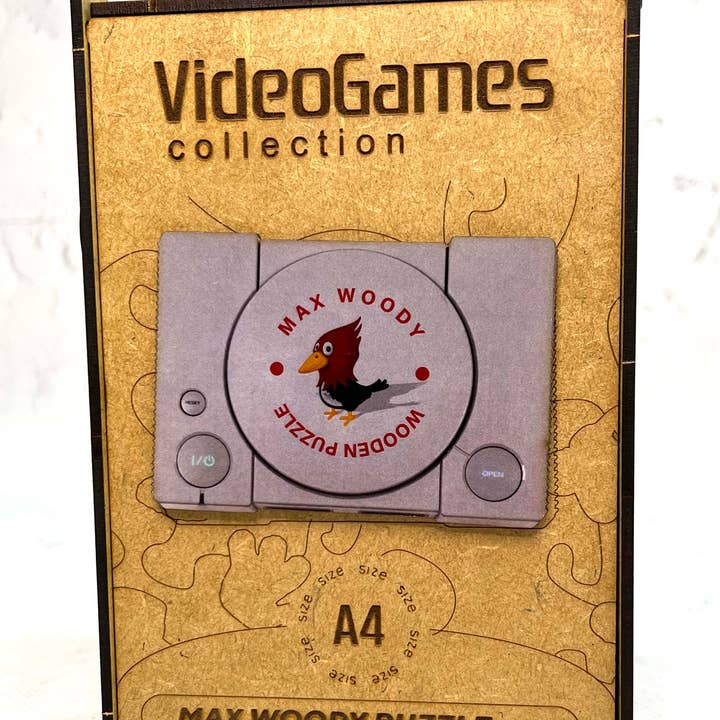 VideoGames
collection
MAX WOODY
WOODEN PUZZLE
RESET
I/
OPEN
size size size size size size size size
A4
MAX WOODY PUZZLE